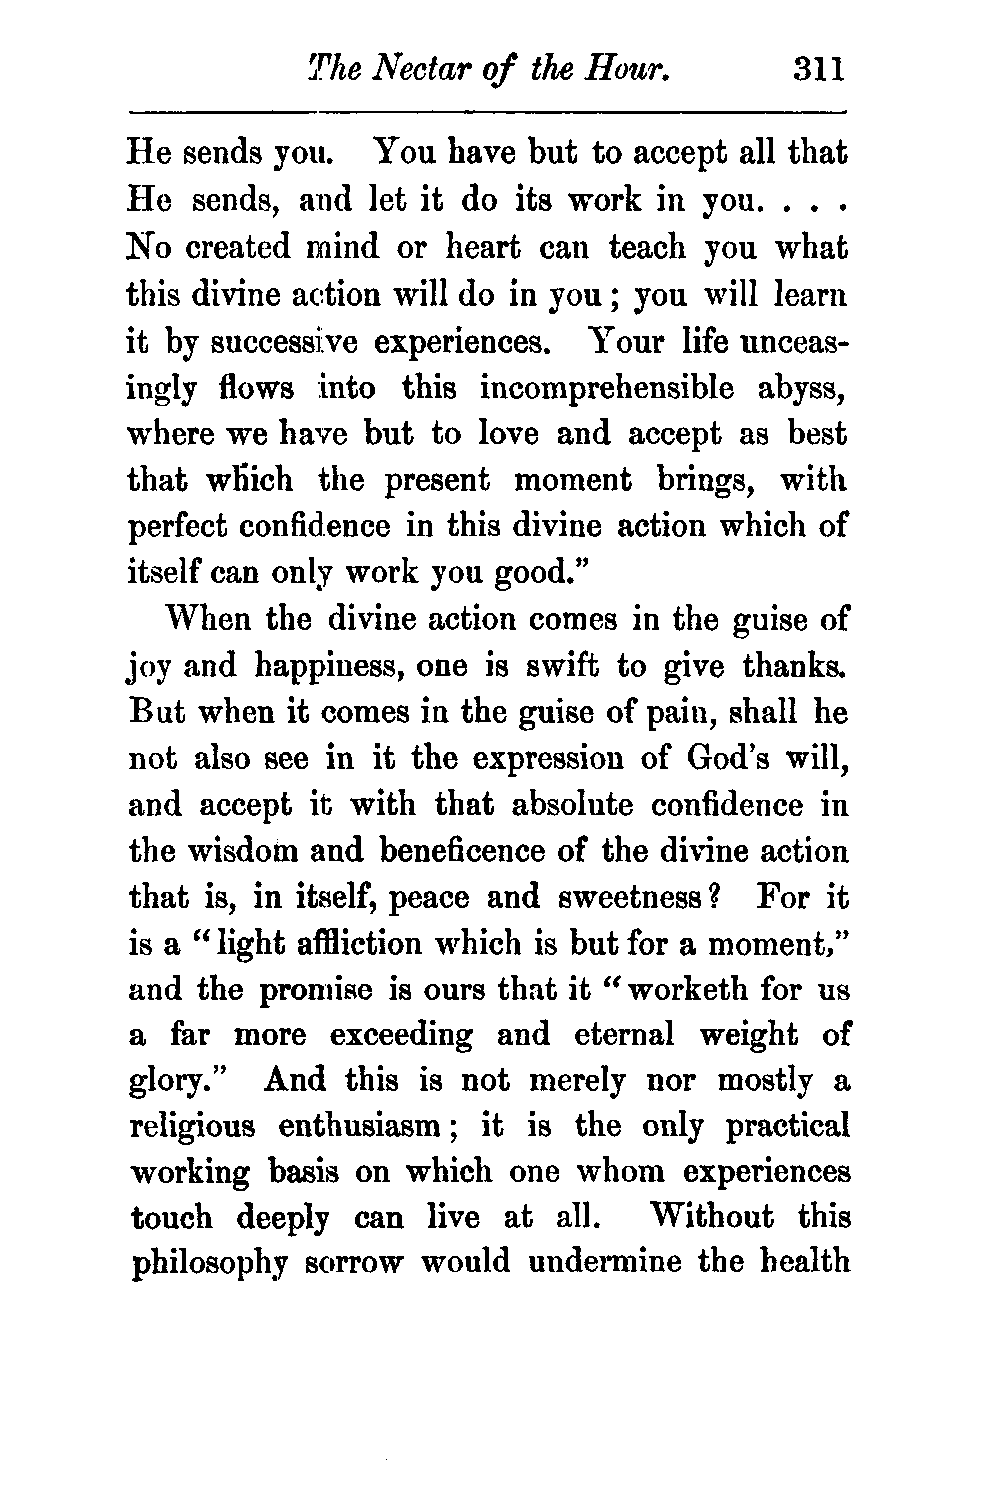 The Nectar of the Hour. 311
He sends you. You have but to accept all that
He sends, and let it do its work in you. . . .
No created mind or heart can teach you what
this divine action will do in you; you will learn
it by successive experiences. Your life unceas-
ingly flows into this incomprehensible abyss,
where we have but to love and accept as best
that which the present moment brings, with
perfect confidence in this divine action which of
itself can only work you good.”
When the divine action comes in the guise of
joy and happiness, one is swift to give thanks.
But when it comes in the guise of pain, shall he
not also see in it the expression of God’s will,
and accept it with that absolute confidence in
the wisdom and beneficence of the divine action
that is, in itself, peace and sweetness? For it
is a “light affliction which is but for a moment,”
and the promise is ours that it “worketh for us
a far more exceeding and eternal weight of
glory.” And this is not merely nor mostly a
religious enthusiasm; it is the only practical
working basis on which one whom experiences
touch deeply can live at all. Without this
philosophy sorrow would undermine the health